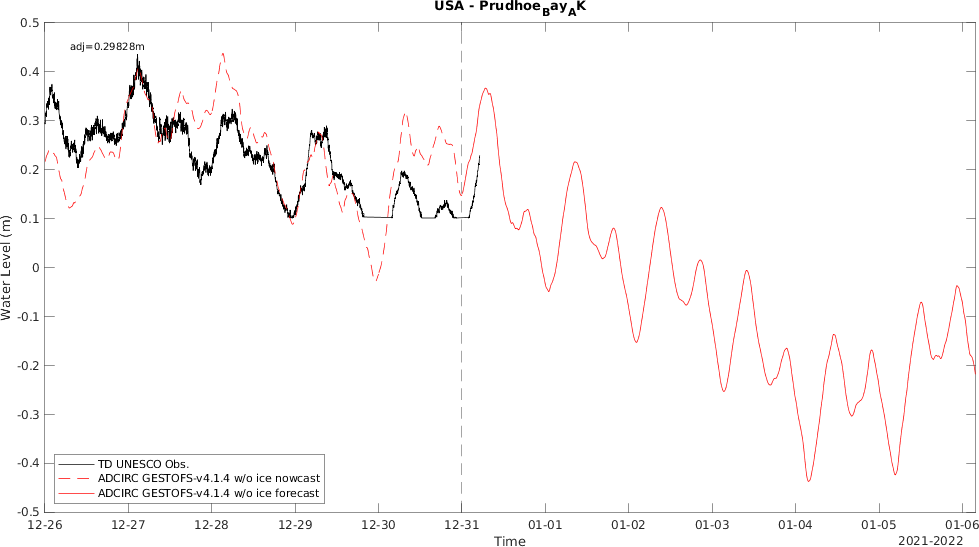 USA - Prudhoe_Bay_AK
0.5
adj=0.29828m
0.4
0.3
0.2
0.1
0
-0.1
-0.2
-0.3
-0.4
-0.5
Water Level (m)
TD UNESCO Obs.
ADCIRC GESTOFS-v4.1.4 w/o ice nowcast
ADCIRC GESTOFS-v4.1.4 w/o ice forecast
12-26 12-27 12-28 12-29 12-30 12-31 01-01 01-02 01-03 01-04 01-05 01-06
Time
2021-2022